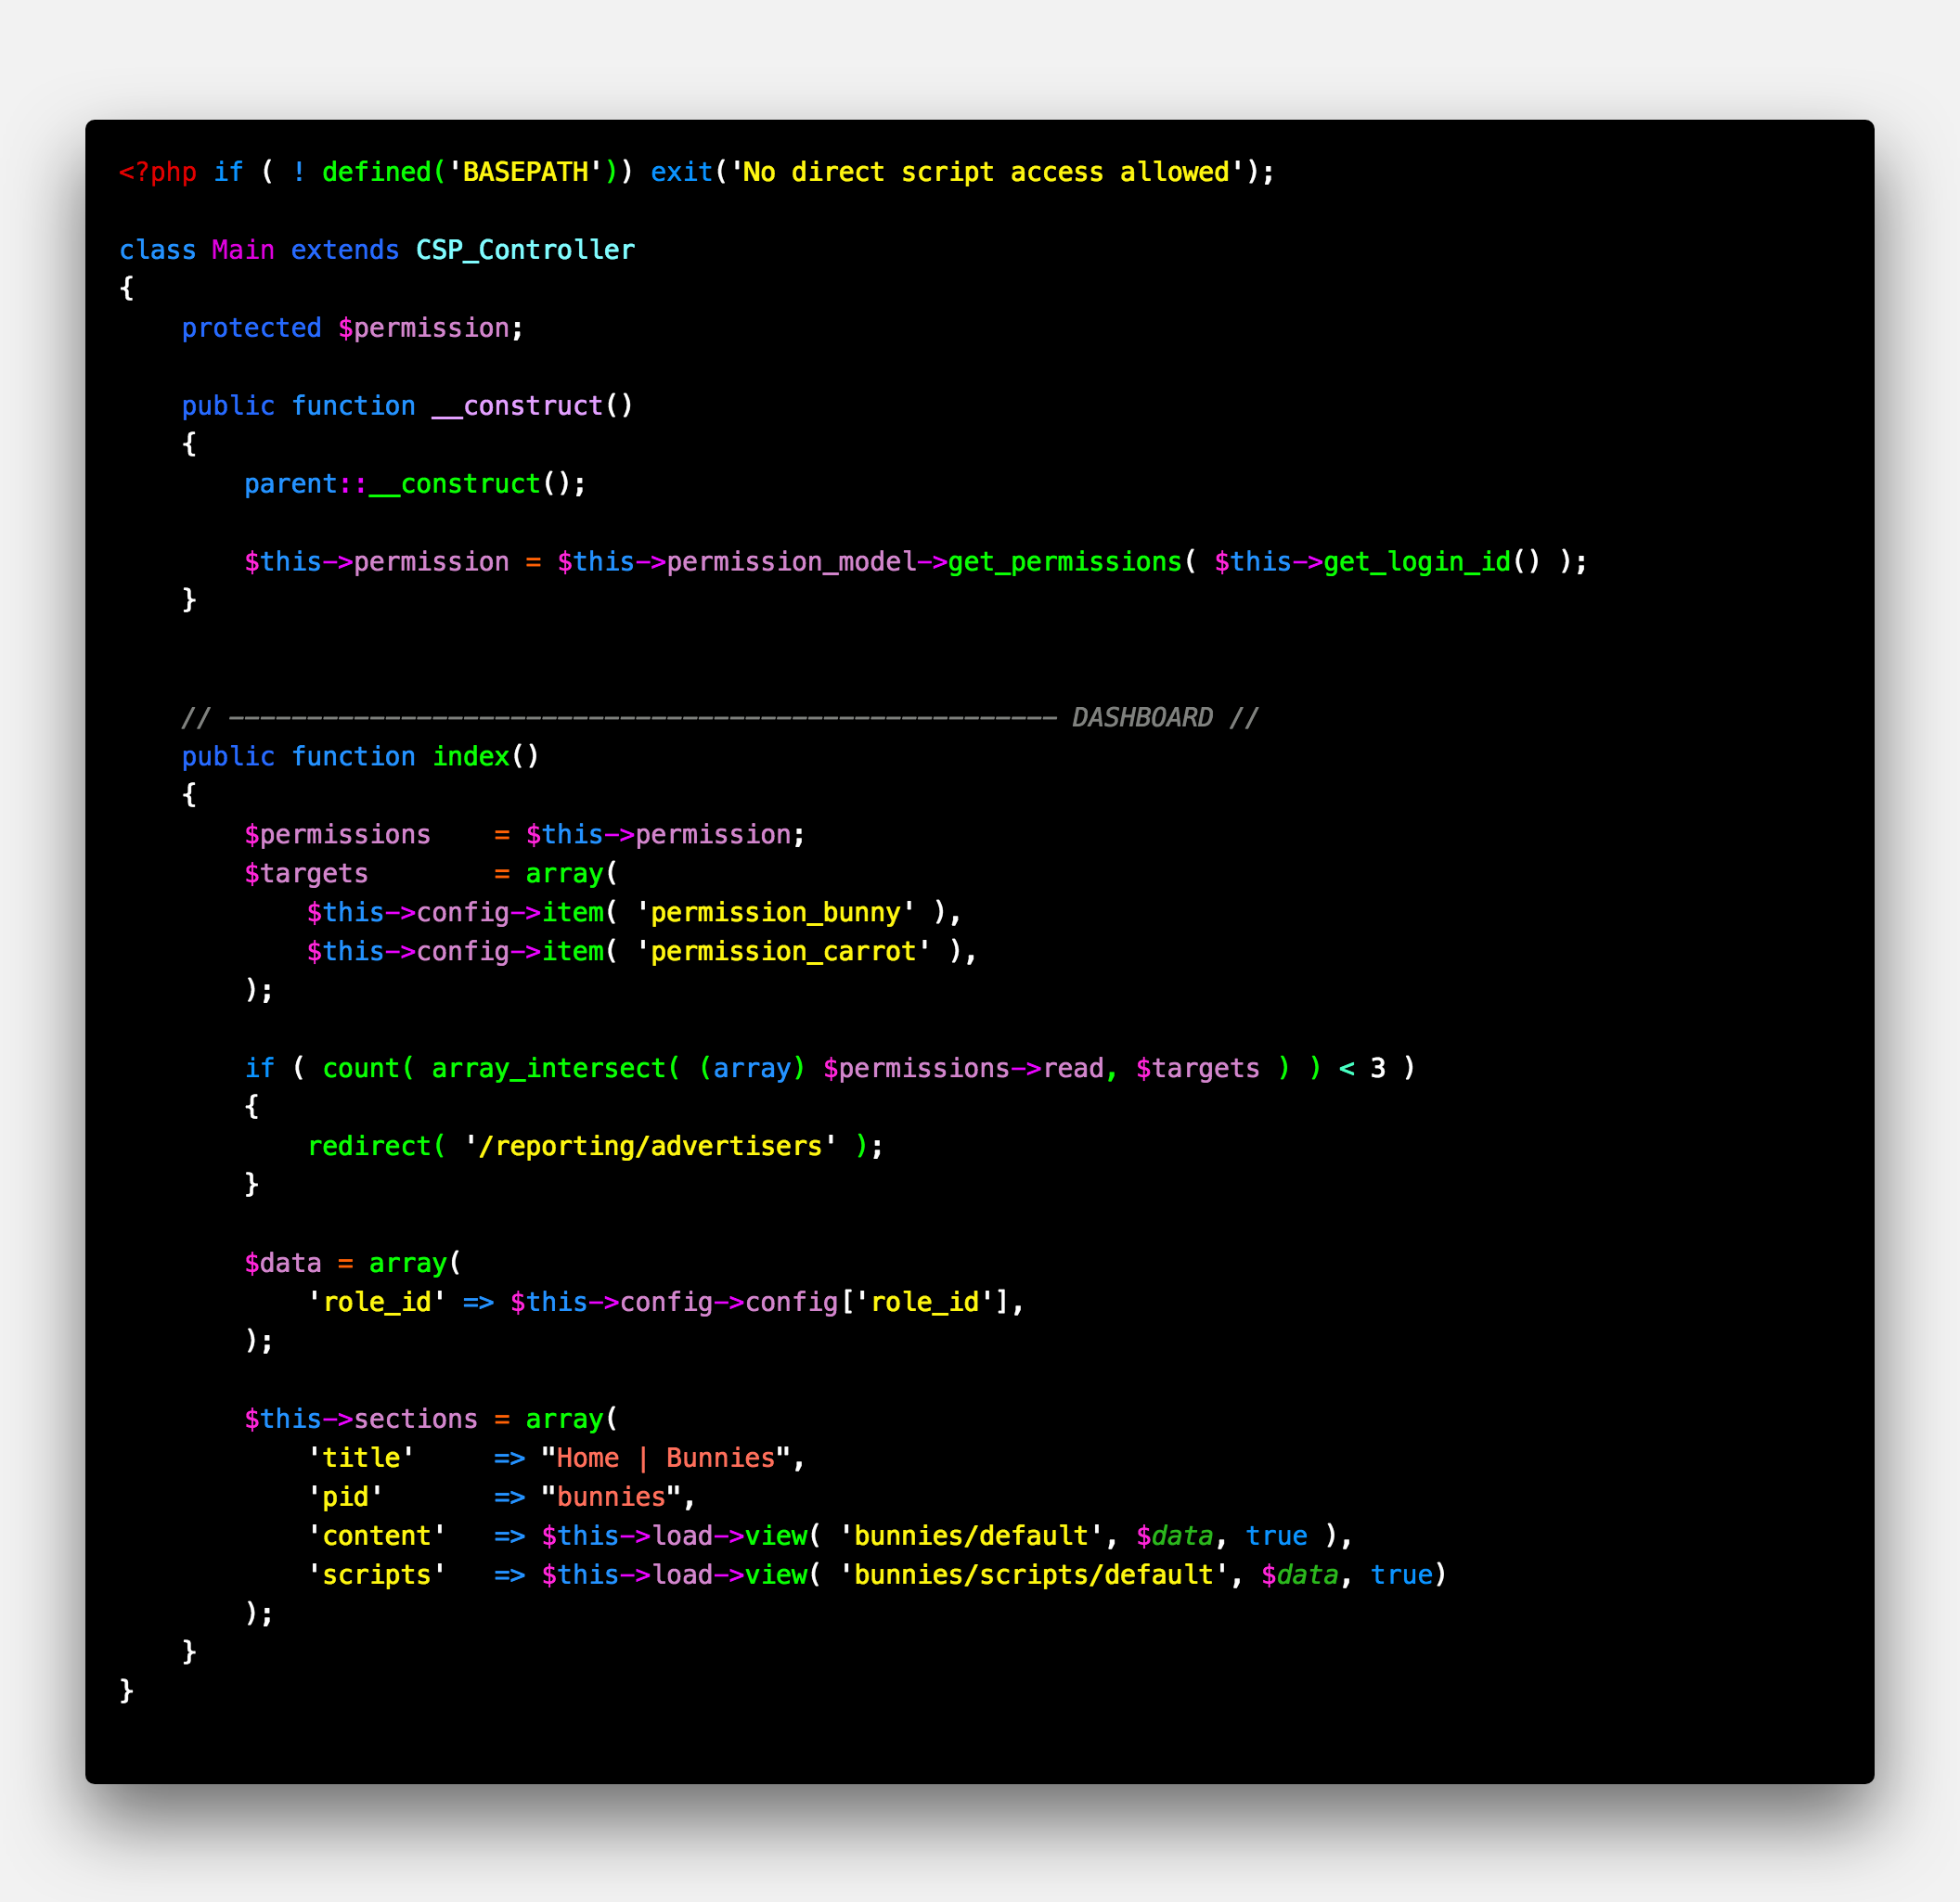 <?php if ( ! defined('BASEPATH')) exit('No direct script access allowed');

class Main extends CSP_Controller
{
    protected $permission;

    public function __construct()
    {
        parent::__construct();

        $this->permission = $this->permission_model->get_permissions( $this->get_login_id() );
    }


    // ----------------------------------------------------- DASHBOARD //
    public function index()
    {
        $permissions    = $this->permission;
        $targets        = array(
            $this->config->item( 'permission_bunny' ),
            $this->config->item( 'permission_carrot' ),
        );

        if ( count( array_intersect( (array) $permissions->read, $targets ) ) < 3 )
        {
            redirect( '/reporting/advertisers' );
        }

        $data = array(
            'role_id' => $this->config->config['role_id'],
        );

        $this->sections = array(
            'title'     => "Home | Bunnies",
            'pid'       => "bunnies",
            'content'   => $this->load->view( 'bunnies/default', $data, true ),
            'scripts'   => $this->load->view( 'bunnies/scripts/default', $data, true)
        );
    }
}